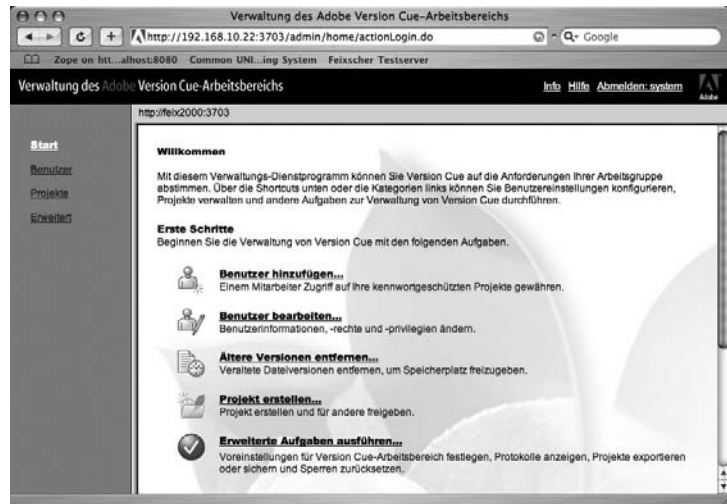 Verwaltung des Adobe Version Cue-Arbeitsbereichs
http://192.168.10.22:3703/admin/home/actionLogin.do
Google
Zope on htt...alhost:8080 Common UNI...ing System Feixscher Testserver
Verwaltung des Adobe Version Cue-Arbeitsbereichs
Info Hilfe Abmelden: system
Adobe
http://feix2000:3703
Start
Benutzer
Projekte
Erweitert
Willkommen
Mit diesem Verwaltungs-Dienstprogramm können Sie Version Cue auf die Anforderungen Ihrer Arbeitsgruppe
abstimmen. Über die Shortcuts unten oder die Kategorien links können Sie Benutzereinstellungen konfigurieren,
Projekte verwalten und andere Aufgaben zur Verwaltung von Version Cue durchführen.
Erste Schritte
Beginnen Sie die Verwaltung von Version Cue mit den folgenden Aufgaben.
Benutzer hinzufügen...
Einem Mitarbeiter Zugriff auf Ihre kennwortgeschützten Projekte gewähren.
Benutzer bearbeiten...
Benutzerinformationen, -rechte und -privilegien ändern.
Ältere Versionen entfernen...
Veraltete Dateiversionen entfernen, um Speicherplatz freizugeben.
Projekt erstellen...
Projekt erstellen und für andere freigeben.
Erweiterte Aufgaben ausführen...
Voreinstellungen für Version Cue-Arbeitsbereich festlegen, Protokolle anzeigen, Projekte exportieren
oder sichern und Sperren zurücksetzen.